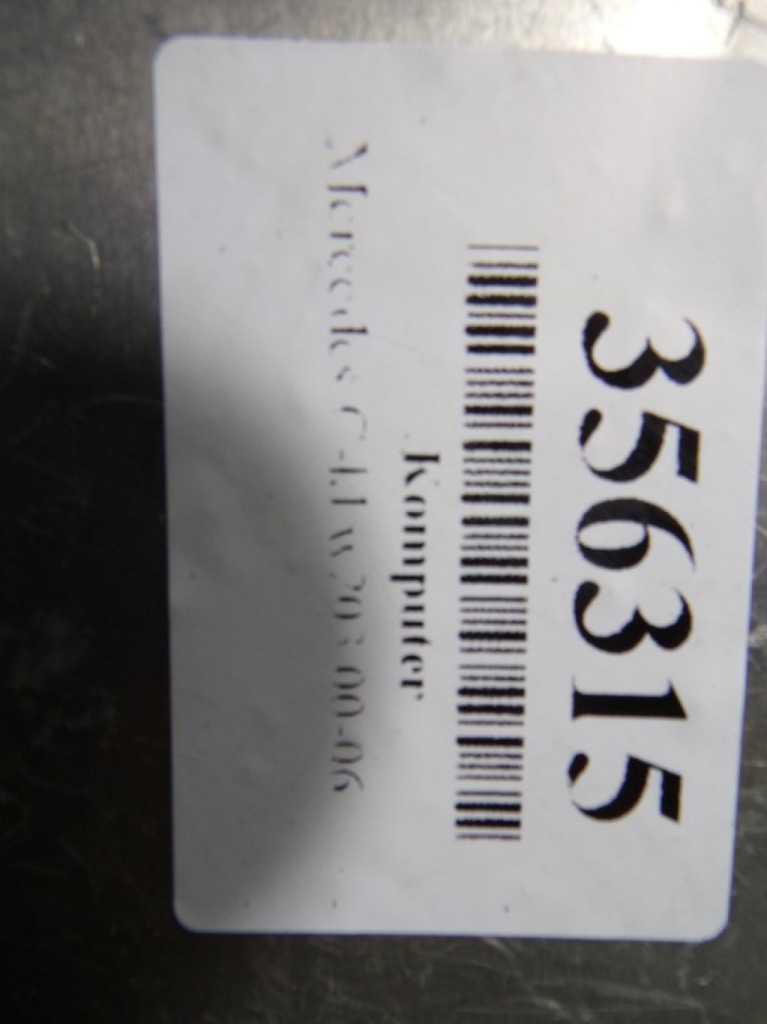 356315
Komputer
Mercedes C-kl w203 00-06